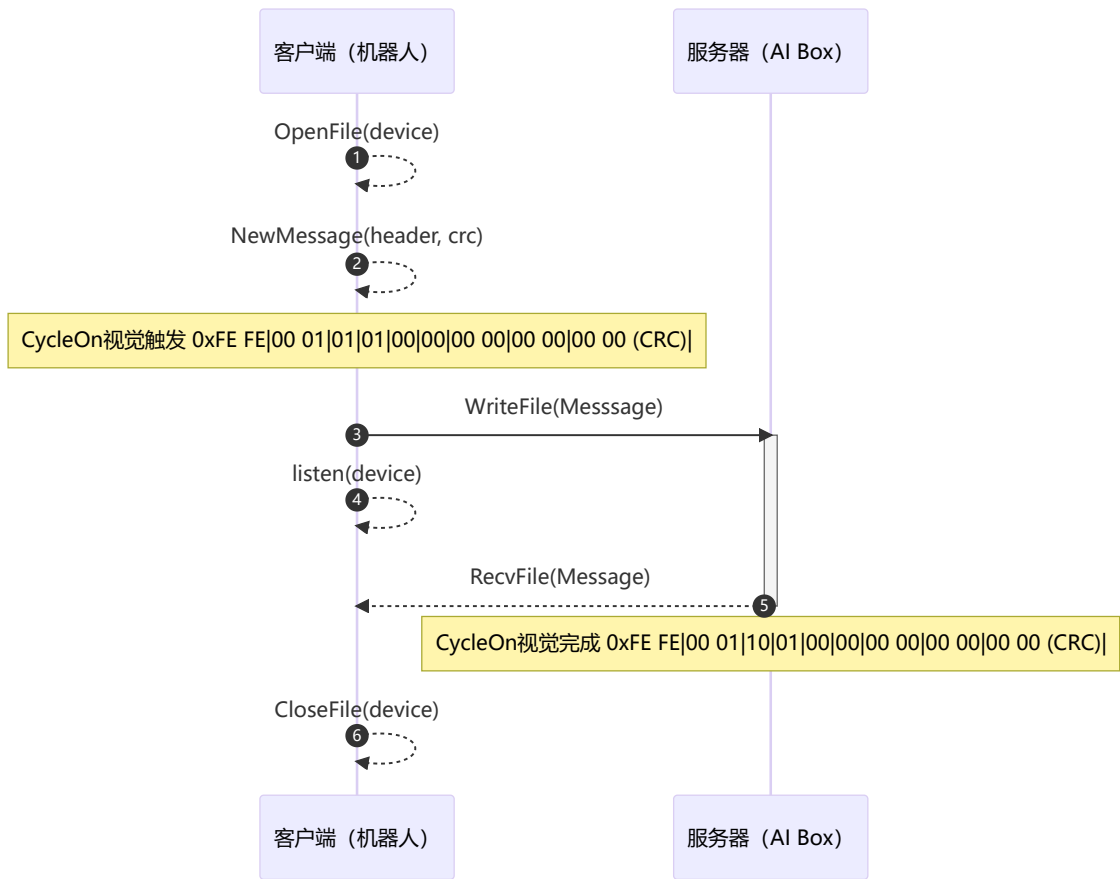 客户端（机器人）
服务器（AI Box）
OpenFile(device)
1
NewMessage(header, crc)
2
CycleOn视觉触发 0xFE FE|00 01|01|01|00|00|00 00|00 00|00 00 (CRC)|
WriteFile(Messsage)
3
listen(device)
4
RecvFile(Message)
5
CycleOn视觉完成 0xFE FE|00 01|10|01|00|00|00 00|00 00|00 00 (CRC)|
CloseFile(device)
6
客户端（机器人）
服务器（AI Box）